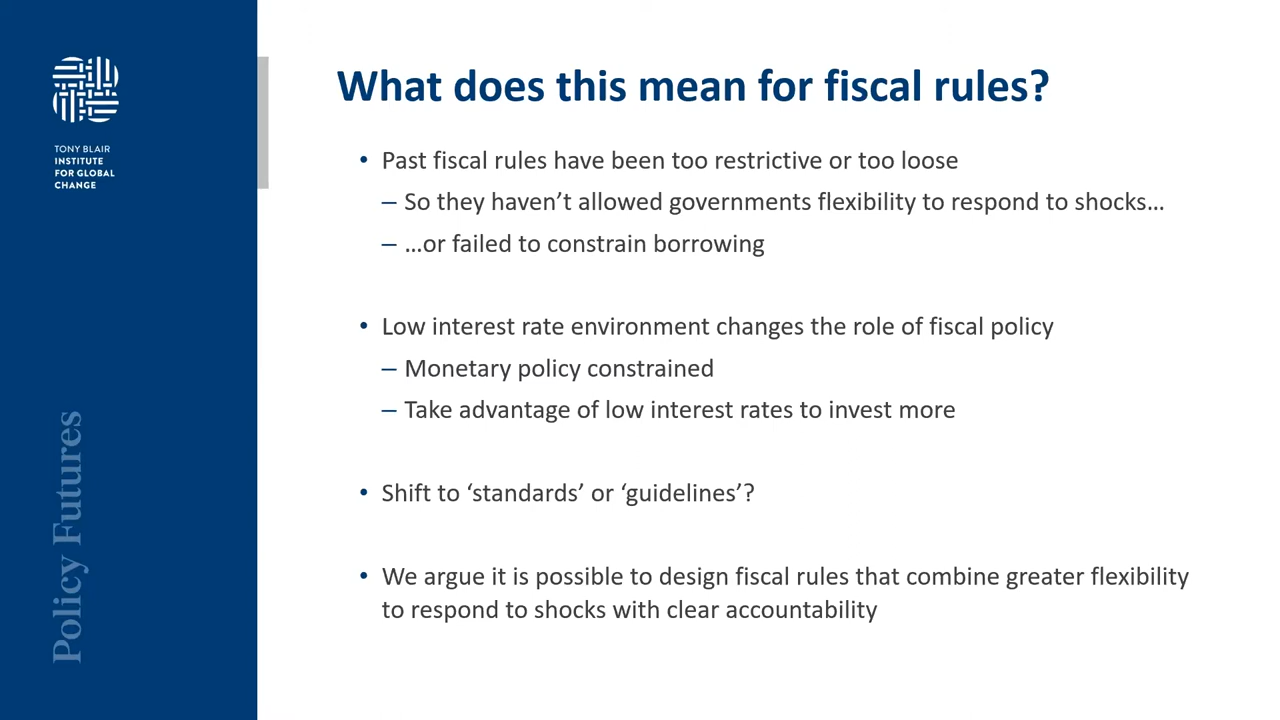 TONY BLAIR
INSTITUTE
FOR GLOBAL
CHANGE
Policy Futures
What does this mean for fiscal rules?
• Past fiscal rules have been too restrictive or too loose
– So they haven’t allowed governments flexibility to respond to shocks…
– …or failed to constrain borrowing
• Low interest rate environment changes the role of fiscal policy
– Monetary policy constrained
– Take advantage of low interest rates to invest more
• Shift to ‘standards’ or ‘guidelines’?
• We argue it is possible to design fiscal rules that combine greater flexibility
to respond to shocks with clear accountability